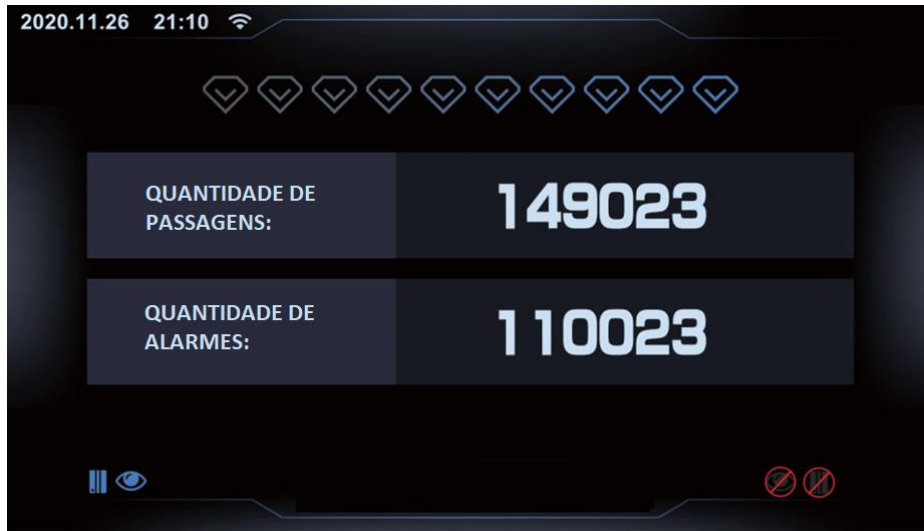 2020.11.26 21:10
QUANTIDADE DE
PASSAGENS:
149023
QUANTIDADE DE
ALARMES:
110023